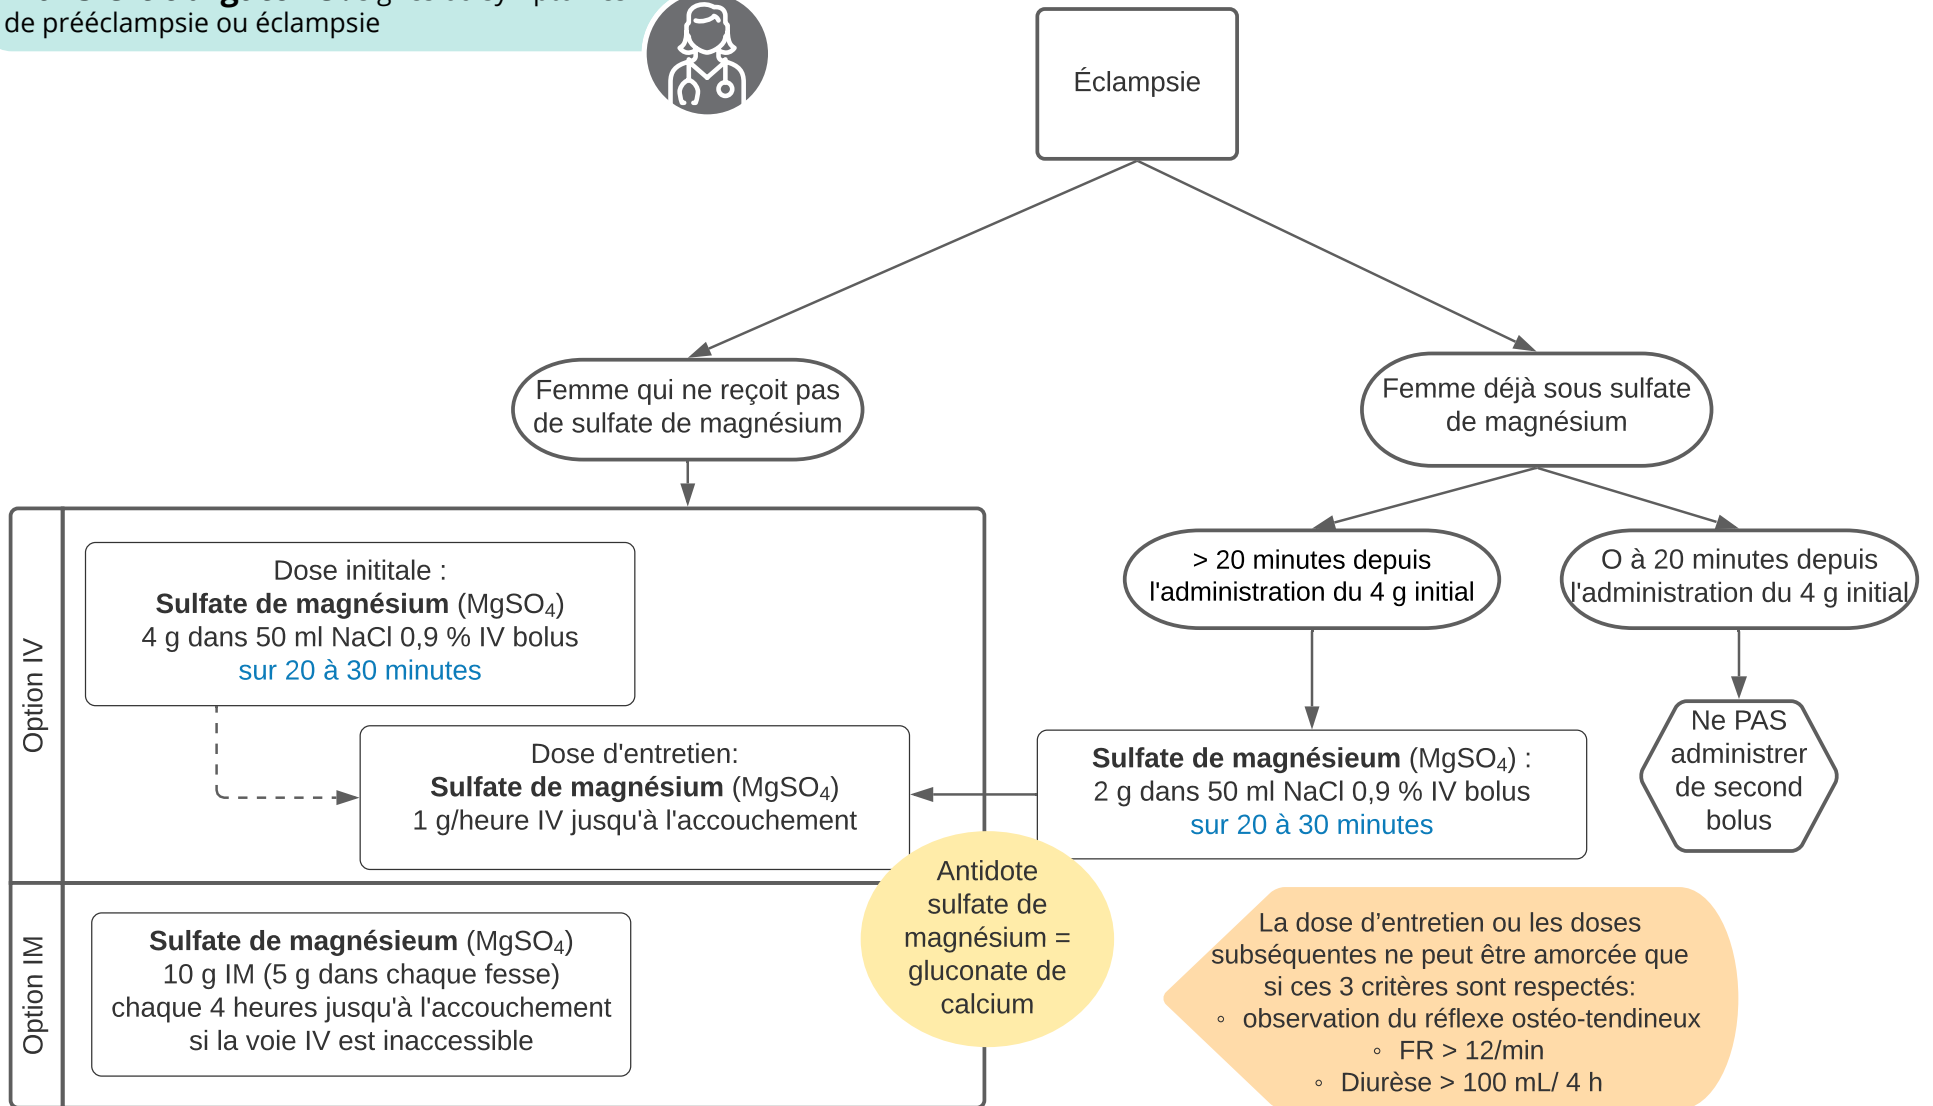 de prééclampsie ou éclampsie
Éclampsie
Femme qui ne reçoit pas
de sulfate de magnésium
Femme déjà sous sulfate
de magnésium
> 20 minutes depuis
l'administration du 4 g initial
O à 20 minutes depuis
l'administration du 4 g initial
Option IV
Dose inititale :
Sulfate de magnésium (MgSO₄)
4 g dans 50 ml NaCl 0,9 % IV bolus
sur 20 à 30 minutes
Dose d'entretien:
Sulfate de magnésium (MgSO₄)
1 g/heure IV jusqu'à l'accouchement
Sulfate de magnésieum (MgSO₄) :
2 g dans 50 ml NaCl 0,9 % IV bolus
sur 20 à 30 minutes
Ne PAS
administrer
de second
bolus
Option IM
Sulfate de magnésieum (MgSO₄)
10 g IM (5 g dans chaque fesse)
chaque 4 heures jusqu'à l'accouchement
si la voie IV est inaccessible
Antidote
sulfate de
magnésium =
gluconate de
calcium
La dose d’entretien ou les doses
subséquentes ne peut être amorcée que
si ces 3 critères sont respectés:
◦ observation du réflexe ostéo-tendineux
◦ FR > 12/min
◦ Diurèse > 100 mL/ 4 h